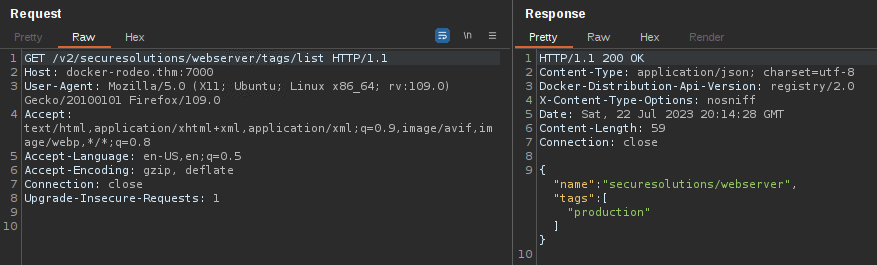 Request
Pretty Raw Hex
\n
1 GET /v2/securesolutions/webserver/tags/list HTTP/1.1
2 Host: docker-rodeo.thm:7000
3 User-Agent: Mozilla/5.0 (X11; Ubuntu; Linux x86_64; rv:109.0)
Gecko/20100101 Firefox/109.0
4 Accept:
text/html,application/xhtml+xml,application/xml;q=0.9,image/avif,im
age/webp,*/*;q=0.8
5 Accept-Language: en-US,en;q=0.5
6 Accept-Encoding: gzip, deflate
7 Connection: close
8 Upgrade-Insecure-Requests: 1
9
10
Response
Pretty Raw Hex Render
1 HTTP/1.1 200 OK
2 Content-Type: application/json; charset=utf-8
3 Docker-Distribution-Api-Version: registry/2.0
4 X-Content-Type-Options: nosniff
5 Date: Sat, 22 Jul 2023 20:14:28 GMT
6 Content-Length: 59
7 Connection: close
8
9 {
"name":"securesolutions/webserver",
"tags":[
"production"
]
}
10